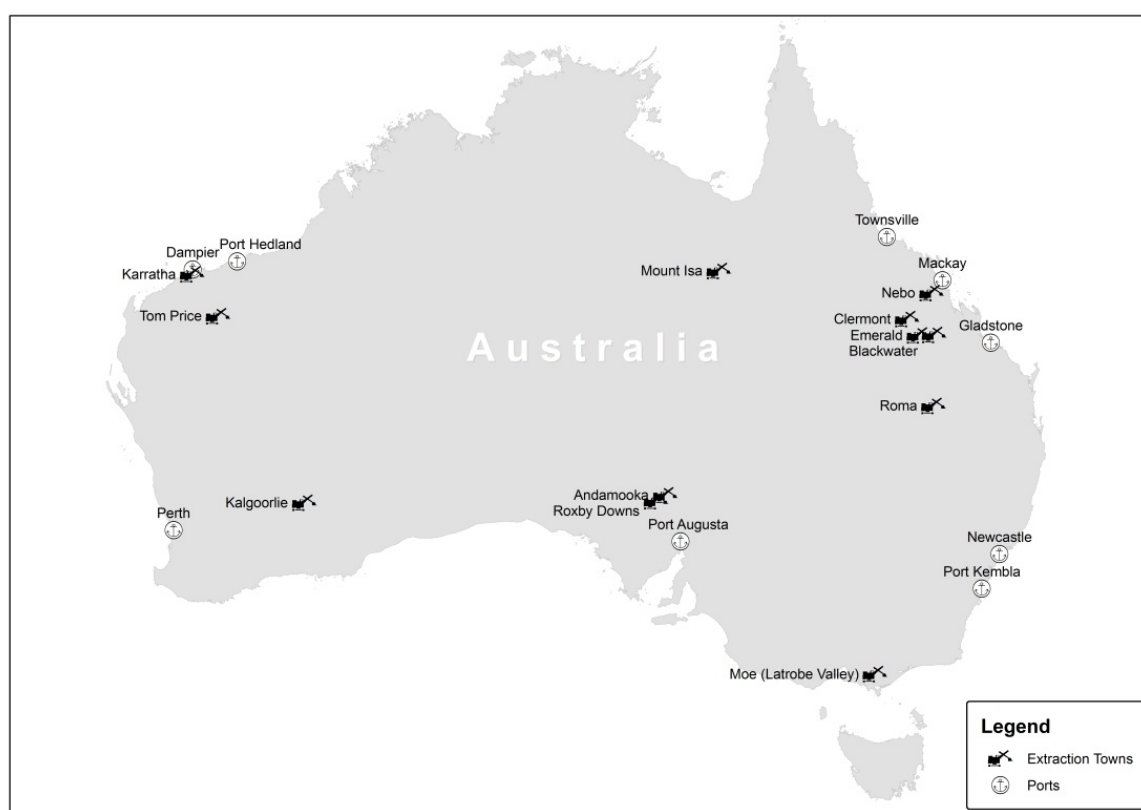 Townsville
Port Hedland
Dampier
Mackay
Karratha
Mount Isa
Nebo
Tom Price
Clermont
Gladstone
Emerald
Australia
Blackwater
Roma
Andamooka
Kalgoorlie
Roxby Downs
Perth
Port Augusta
Newcastle
Port Kembla
Moe (Latrobe Valley)
Legend
Extraction Towns
Ports